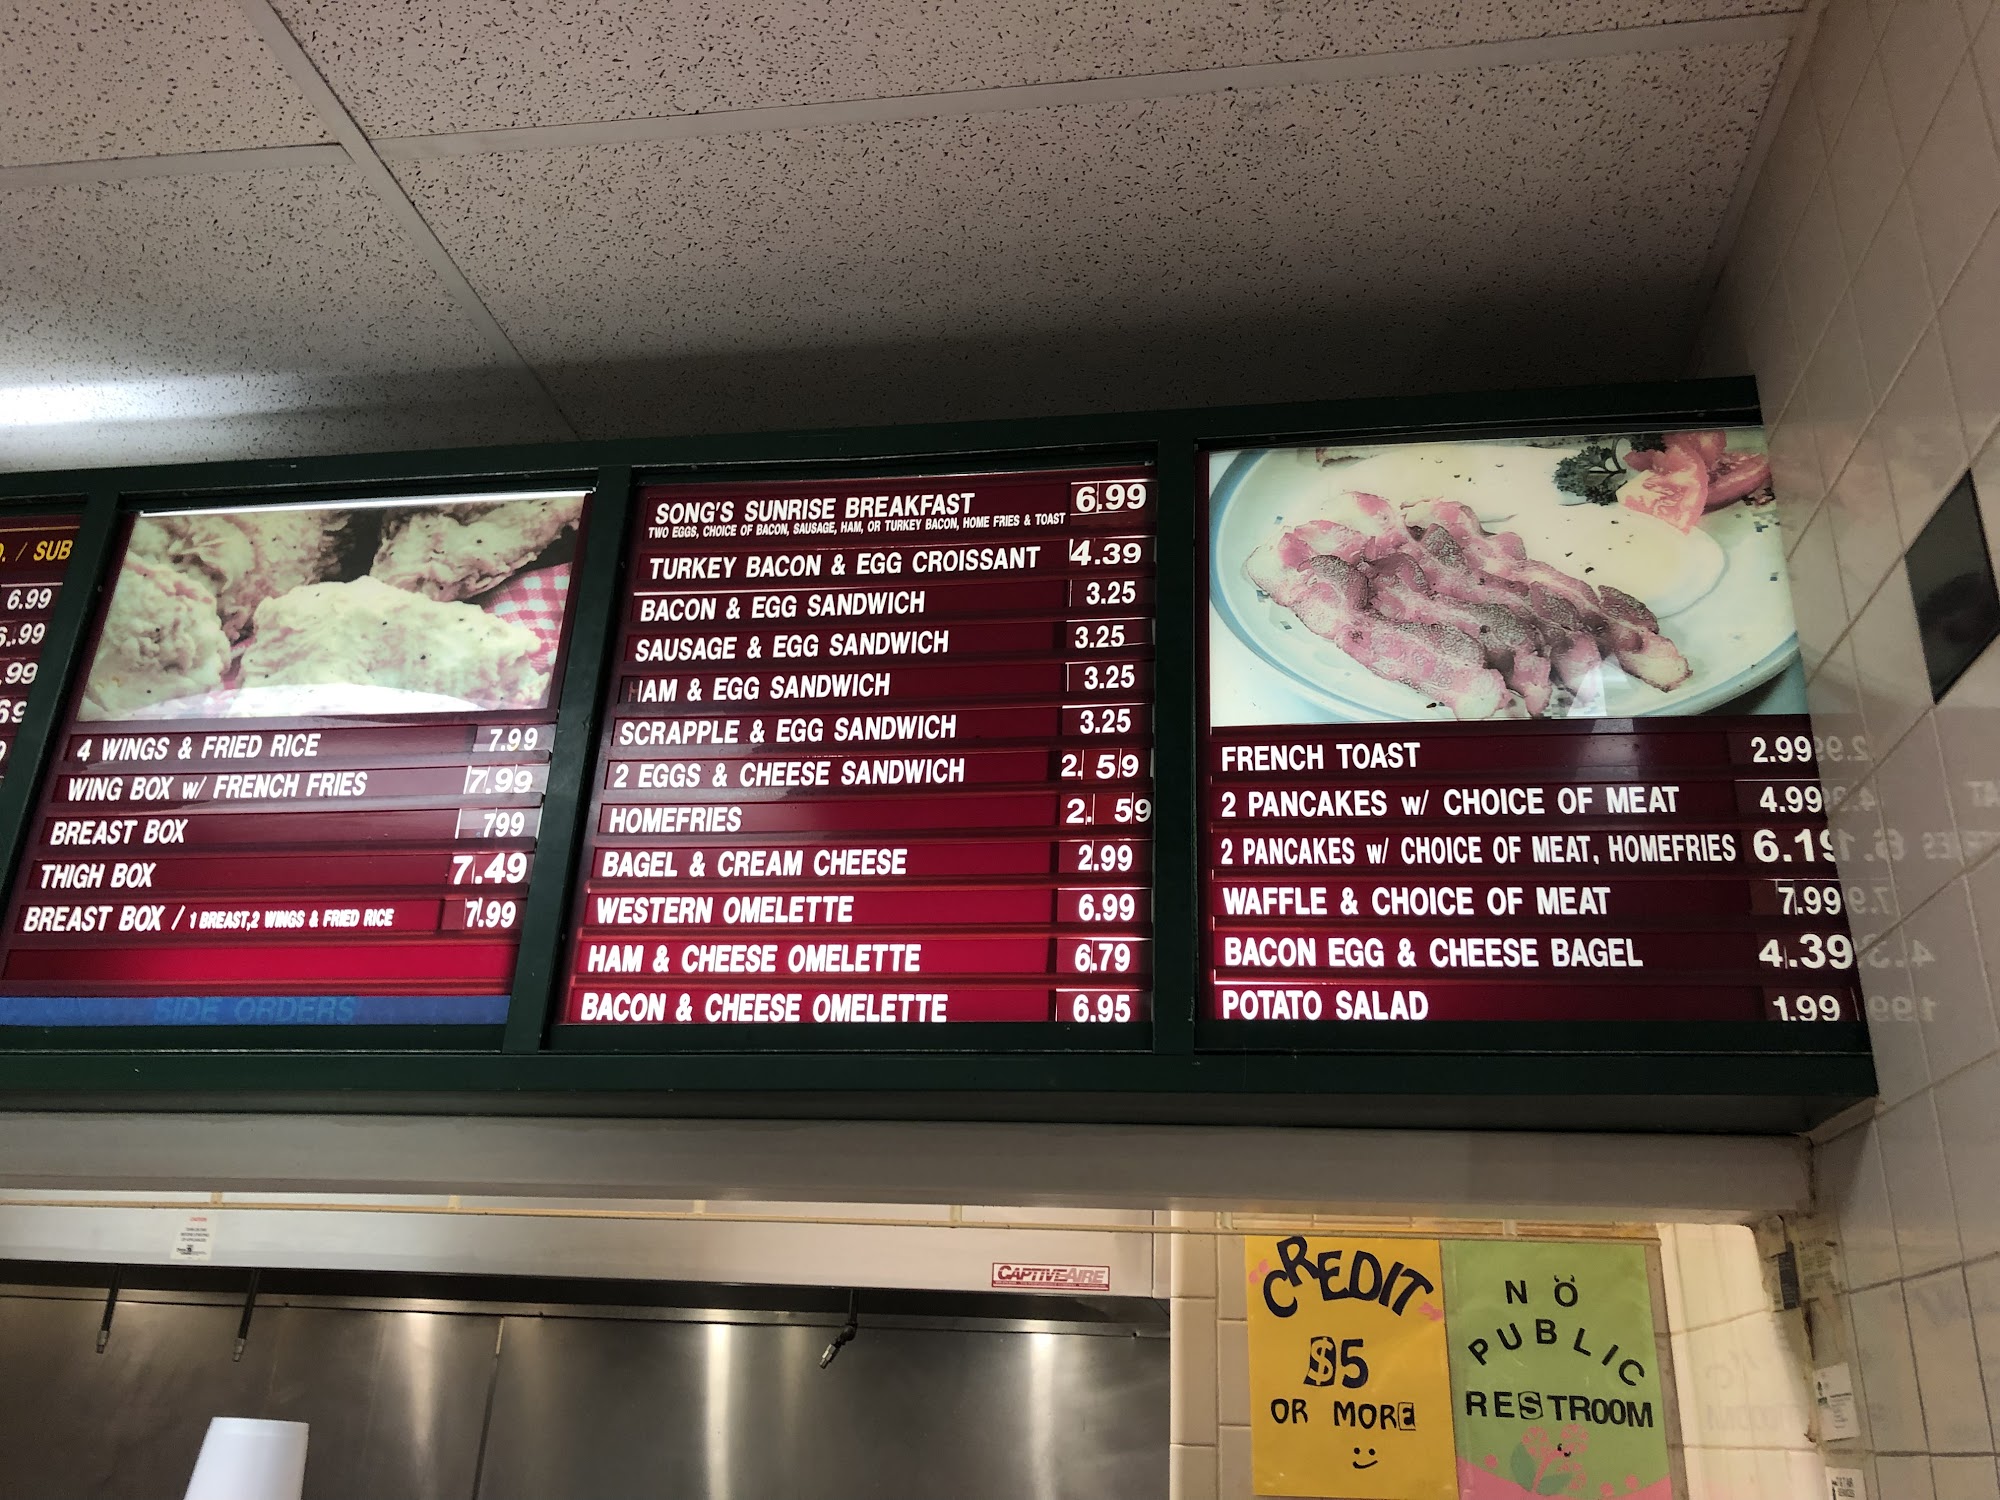 . / SUB
6.99
6.99
.99
69
4 WINGS & FRIED RICE 7.99
WING BOX w/ FRENCH FRIES 7.99
BREAST BOX 799
THIGH BOX 7.49
BREAST BOX / 1 BREAST,2 WINGS & FRIED RICE 7.99
SIDE ORDERS
SONG'S SUNRISE BREAKFAST 6.99
TWO EGGS, CHOICE OF BACON, SAUSAGE, HAM, OR TURKEY BACON, HOME FRIES & TOAST
TURKEY BACON & EGG CROISSANT 4.39
BACON & EGG SANDWICH 3.25
SAUSAGE & EGG SANDWICH 3.25
HAM & EGG SANDWICH 3.25
SCRAPPLE & EGG SANDWICH 3.25
2 EGGS & CHEESE SANDWICH 2.59
HOMEFRIES 2.59
BAGEL & CREAM CHEESE 2.99
WESTERN OMELETTE 6.99
HAM & CHEESE OMELETTE 6.79
BACON & CHEESE OMELETTE 6.95
FRENCH TOAST 2.99
2 PANCAKES w/ CHOICE OF MEAT 4.99
2 PANCAKES w/ CHOICE OF MEAT, HOMEFRIES 6.19
WAFFLE & CHOICE OF MEAT 7.99
BACON EGG & CHEESE BAGEL 4.39
POTATO SALAD 1.99
CAPTIVEAIRE
CREDIT
$5
OR MORE
NO
PUBLIC
RESTROOM